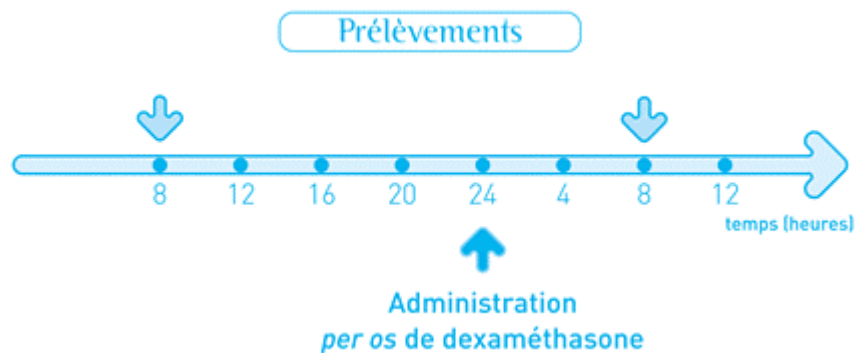 Prélèvements
8 12 16 20 24 4 8 12
temps (heures)
Administration
per os de dexaméthasone